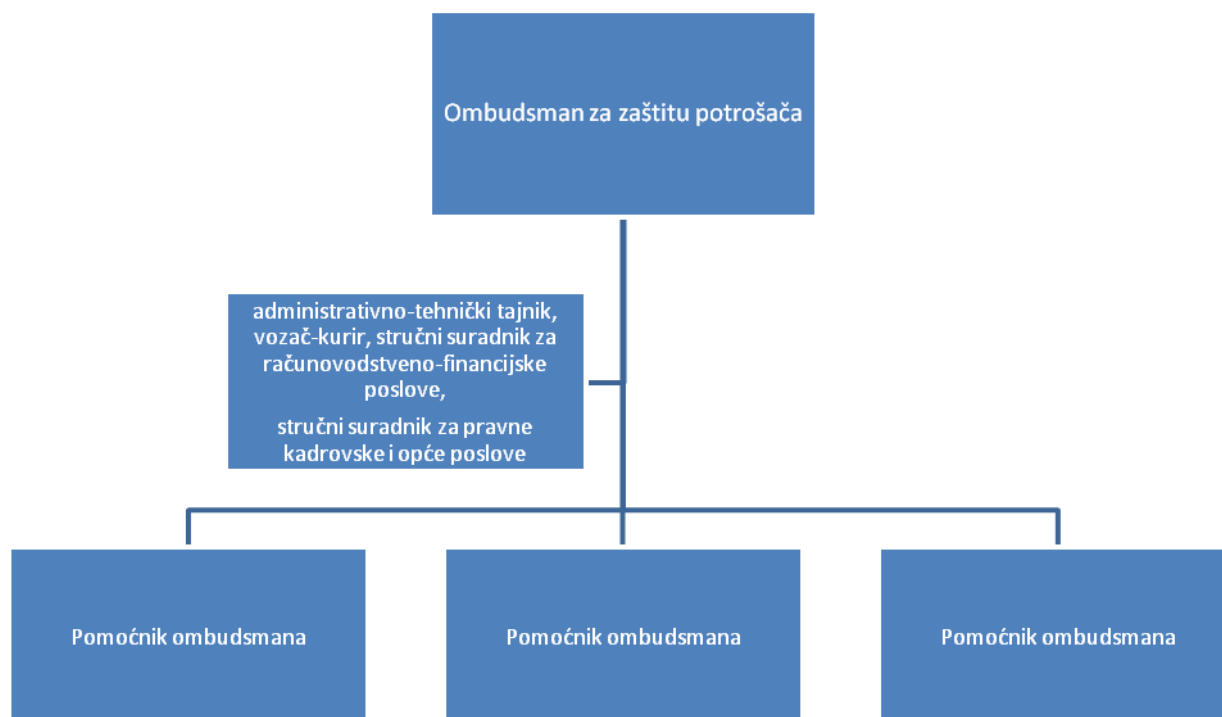 Ombudsman za zaštitu potrošača
administrativno-tehnički tajnik,
vozač-kurir, stručni suradnik za
računovodstveno-financijske
poslove,
stručni suradnik za pravne
kadrovske i opće poslove
Pomoćnik ombudsmana
Pomoćnik ombudsmana
Pomoćnik ombudsmana